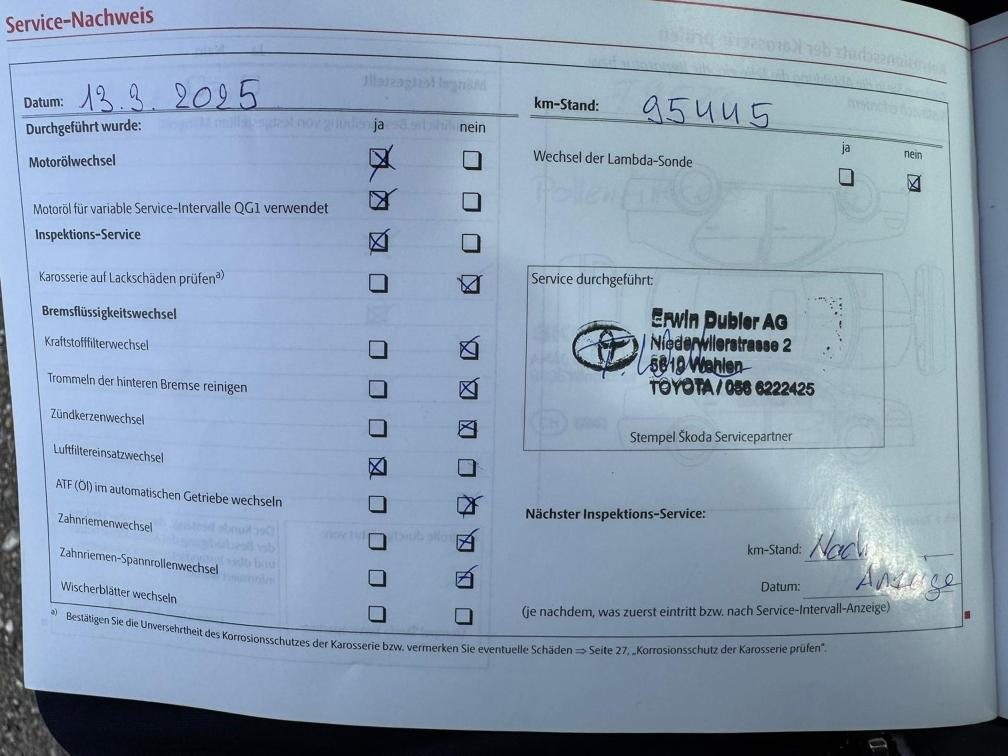 Service-Nachweis
Datum: 13.3.2025
Durchgeführt wurde: ja nein
Motorölwechsel
Motoröl für variable Service-Intervalle QG1 verwendet
Inspektions-Service
Karosserie auf Lackschäden prüfen a)
Bremsflüssigkeitswechsel
Kraftstofffilterwechsel
Trommeln der hinteren Bremse reinigen
Zündkerzenwechsel
Luftfiltereinsatzwechsel
ATF (Öl) im automatischen Getriebe wechseln
Zahnriemenwechsel
Zahnriemen-Spannrollenwechsel
Wischerblätter wechseln
km-Stand: 95445
ja nein
Wechsel der Lambda-Sonde
Service durchgeführt:
Erwin Dubler AG
Niederwilerstrasse 2
Wohlen
TOYOTA / 056 6222425
Stempel Škoda Servicepartner
Nächster Inspektions-Service:
km-Stand: Nach
Datum: Anzeige
(je nachdem, was zuerst eintritt bzw. nach Service-Intervall-Anzeige)
a) Bestätigen Sie die Unversehrtheit des Korrosionsschutzes der Karosserie bzw. vermerken Sie eventuelle Schäden ⇒ Seite 27, „Korrosionsschutz der Karosserie prüfen“.